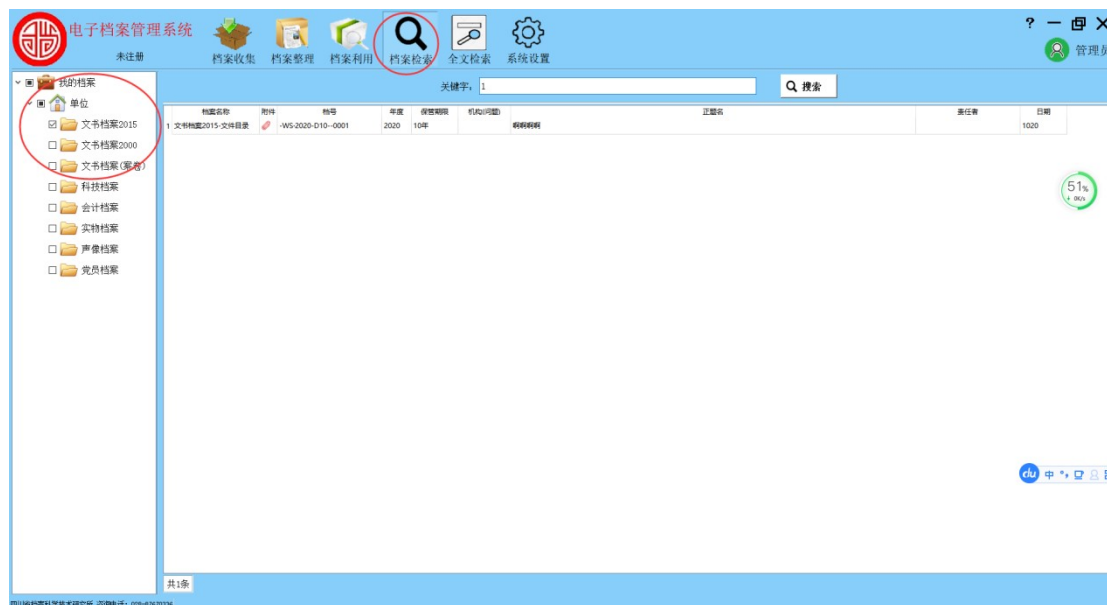 电子档案管理系统
未注册
档案收集 档案整理 档案利用 档案检索 全文检索 系统设置
? 管理员
我的档案
单位
文书档案2015
文书档案2000
文书档案(案卷)
科技档案
会计档案
实物档案
声像档案
党员档案
关键字: 1 搜索
档案名称 附件 档号 年度 保管期限 机构(问题) 正题名 责任者 日期
1 文书档案2015-文件目录 -WS-2020-D10--0001 2020 10年 啊啊啊啊 1020
51%
0K/s
du 中
共1条